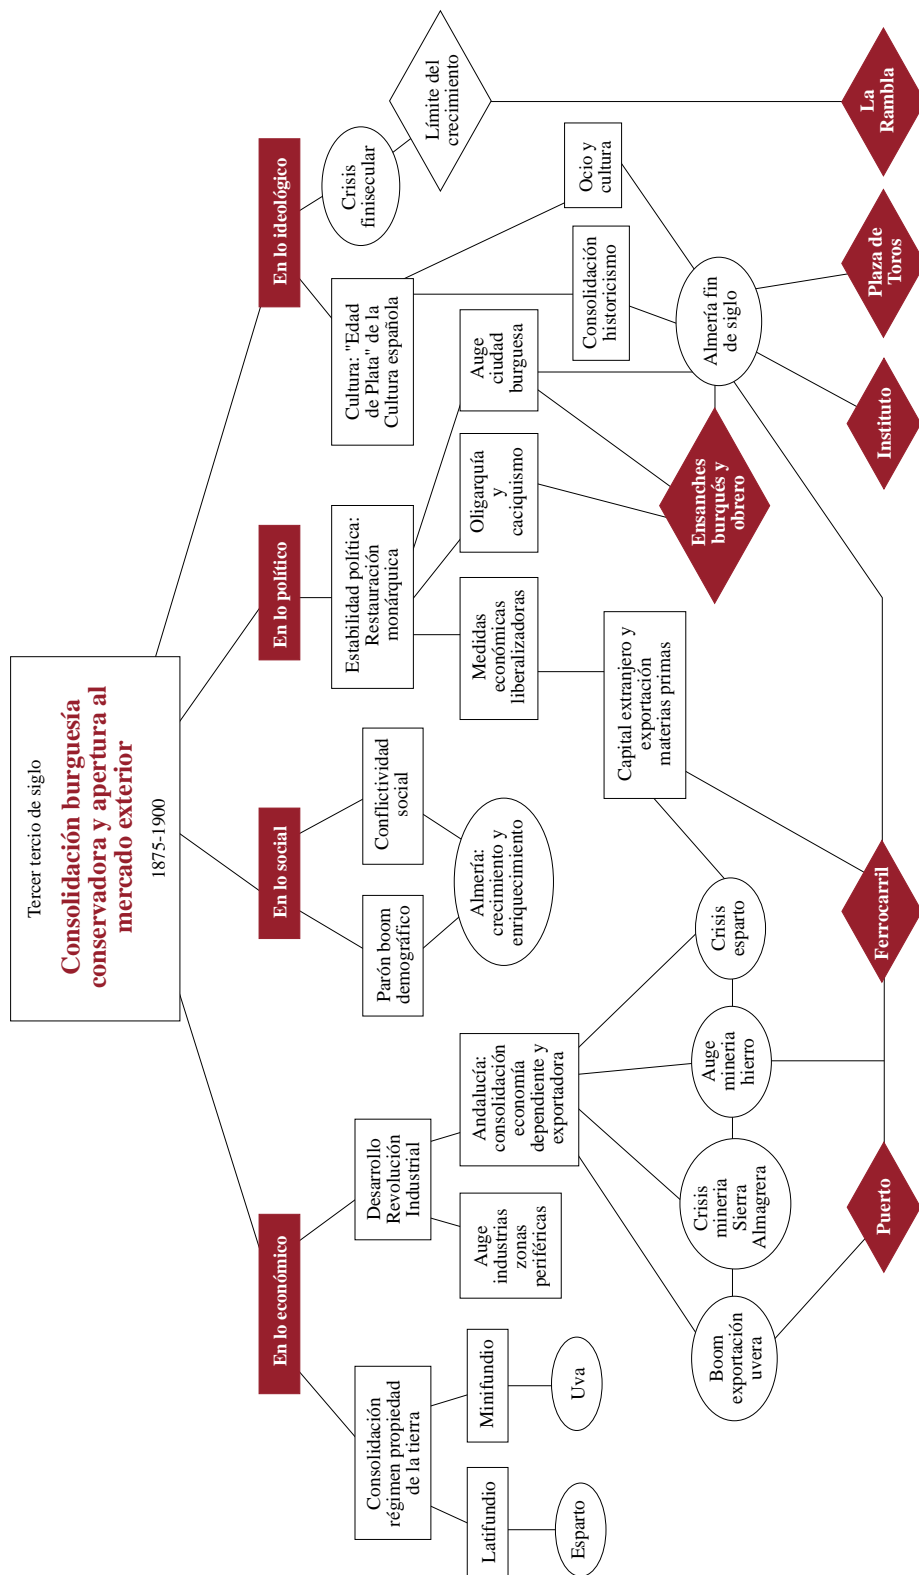 Tercer tercio de siglo
Consolidación burguesía
conservadora y apertura al
mercado exterior
1875-1900
En lo económico
En lo social
En lo político
En lo ideológico
Consolidación
régimen propiedad
de la tierra
Desarrollo
Revolución
Industrial
Parón boom
demográfico
Conflictividad
social
Estabilidad política:
Restauración
monárquica
Cultura: "Edad
de Plata" de la
Cultura española
Crisis
finisecular
Límite del
crecimiento
Latifundio
Minifundio
Auge
industrias
zonas
periféricas
Andalucía:
consolidación
economía
dependiente y
exportadora
Almería:
crecimiento y
enriquecimiento
Medidas
económicas
liberalizadoras
Oligarquía
y
caciquismo
Auge
ciudad
burguesa
Consolidación
historicismo
Ocio y
cultura
Esparto
Uva
Capital extranjero y
exportación
materias primas
Boom
exportación
uvera
Crisis
mineria
Sierra
Almagrera
Auge
mineria
hierro
Crisis
esparto
Ensanches
burqués y
obrero
Almería fin
de siglo
Puerto
Ferrocarril
Instituto
Plaza de
Toros
La
Rambla